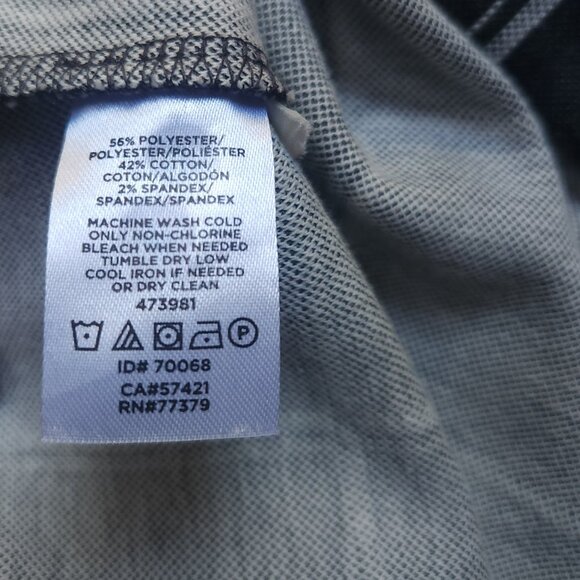 56% POLYESTER/
POLYESTER/POLIÉSTER
42% COTTON/
COTON/ALGODÓN
2% SPANDEX/
SPANDEX/SPANDEX
MACHINE WASH COLD
ONLY NON-CHLORINE
BLEACH WHEN NEEDED
TUMBLE DRY LOW
COOL IRON IF NEEDED
OR DRY CLEAN
473981
P
ID# 70068
CA#57421
RN#77379